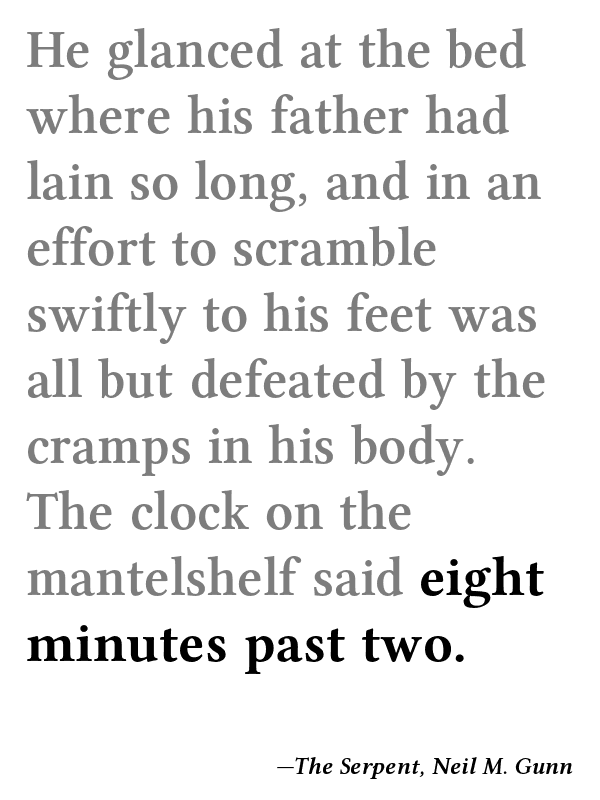 He glanced at the bed
where his father had
lain so long, and in an
effort to scramble
swiftly to his feet was
all but defeated by the
cramps in his body.
The clock on the
mantelshelf said eight
minutes past two.
—The Serpent, Neil M. Gunn